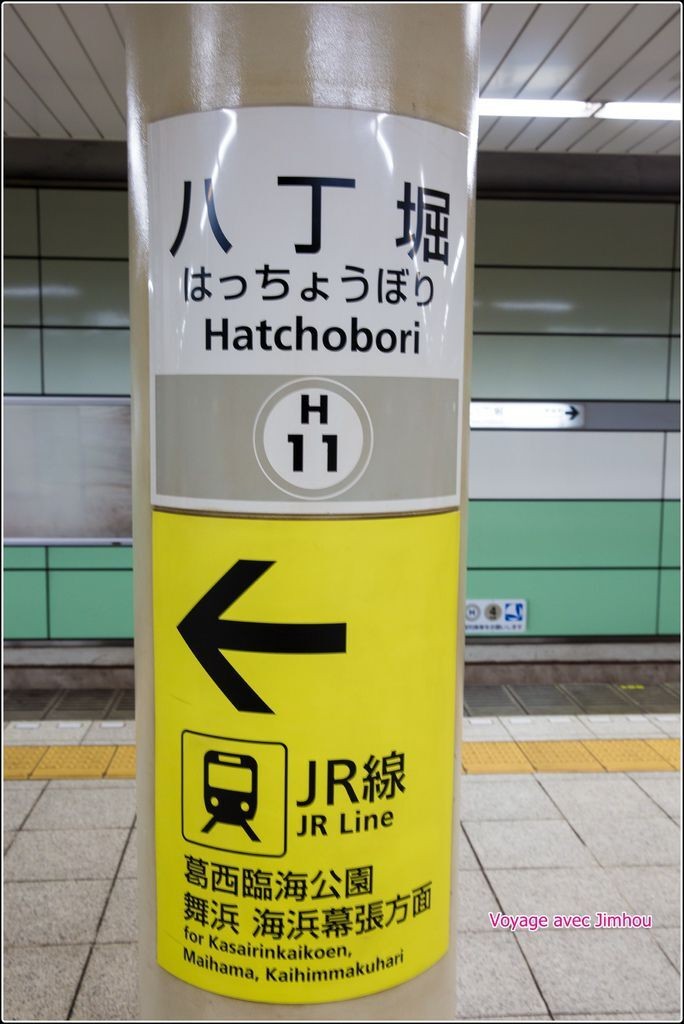 八丁堀
はっちょうぼり
Hatchobori
H
11
JR線
JR Line
葛西臨海公園
舞浜 海浜幕張方面
for Kasairinkaikoen,
Maihama, Kaihimmakuhari
H 4
Voyage avec Jimhou